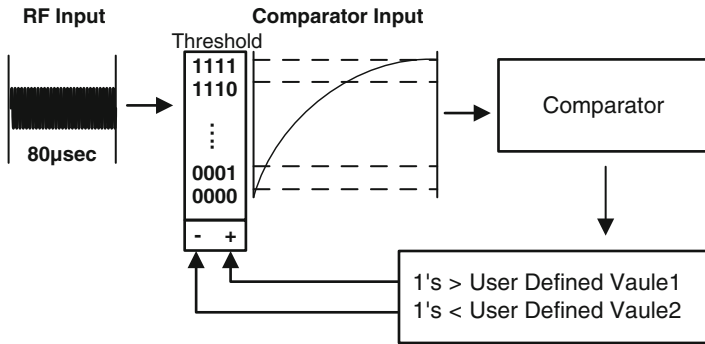 RF Input
Comparator Input
Threshold
1111
1110
0001
0000
- +
80µsec
Comparator
1's > User Defined Vaule1
1's < User Defined Vaule2